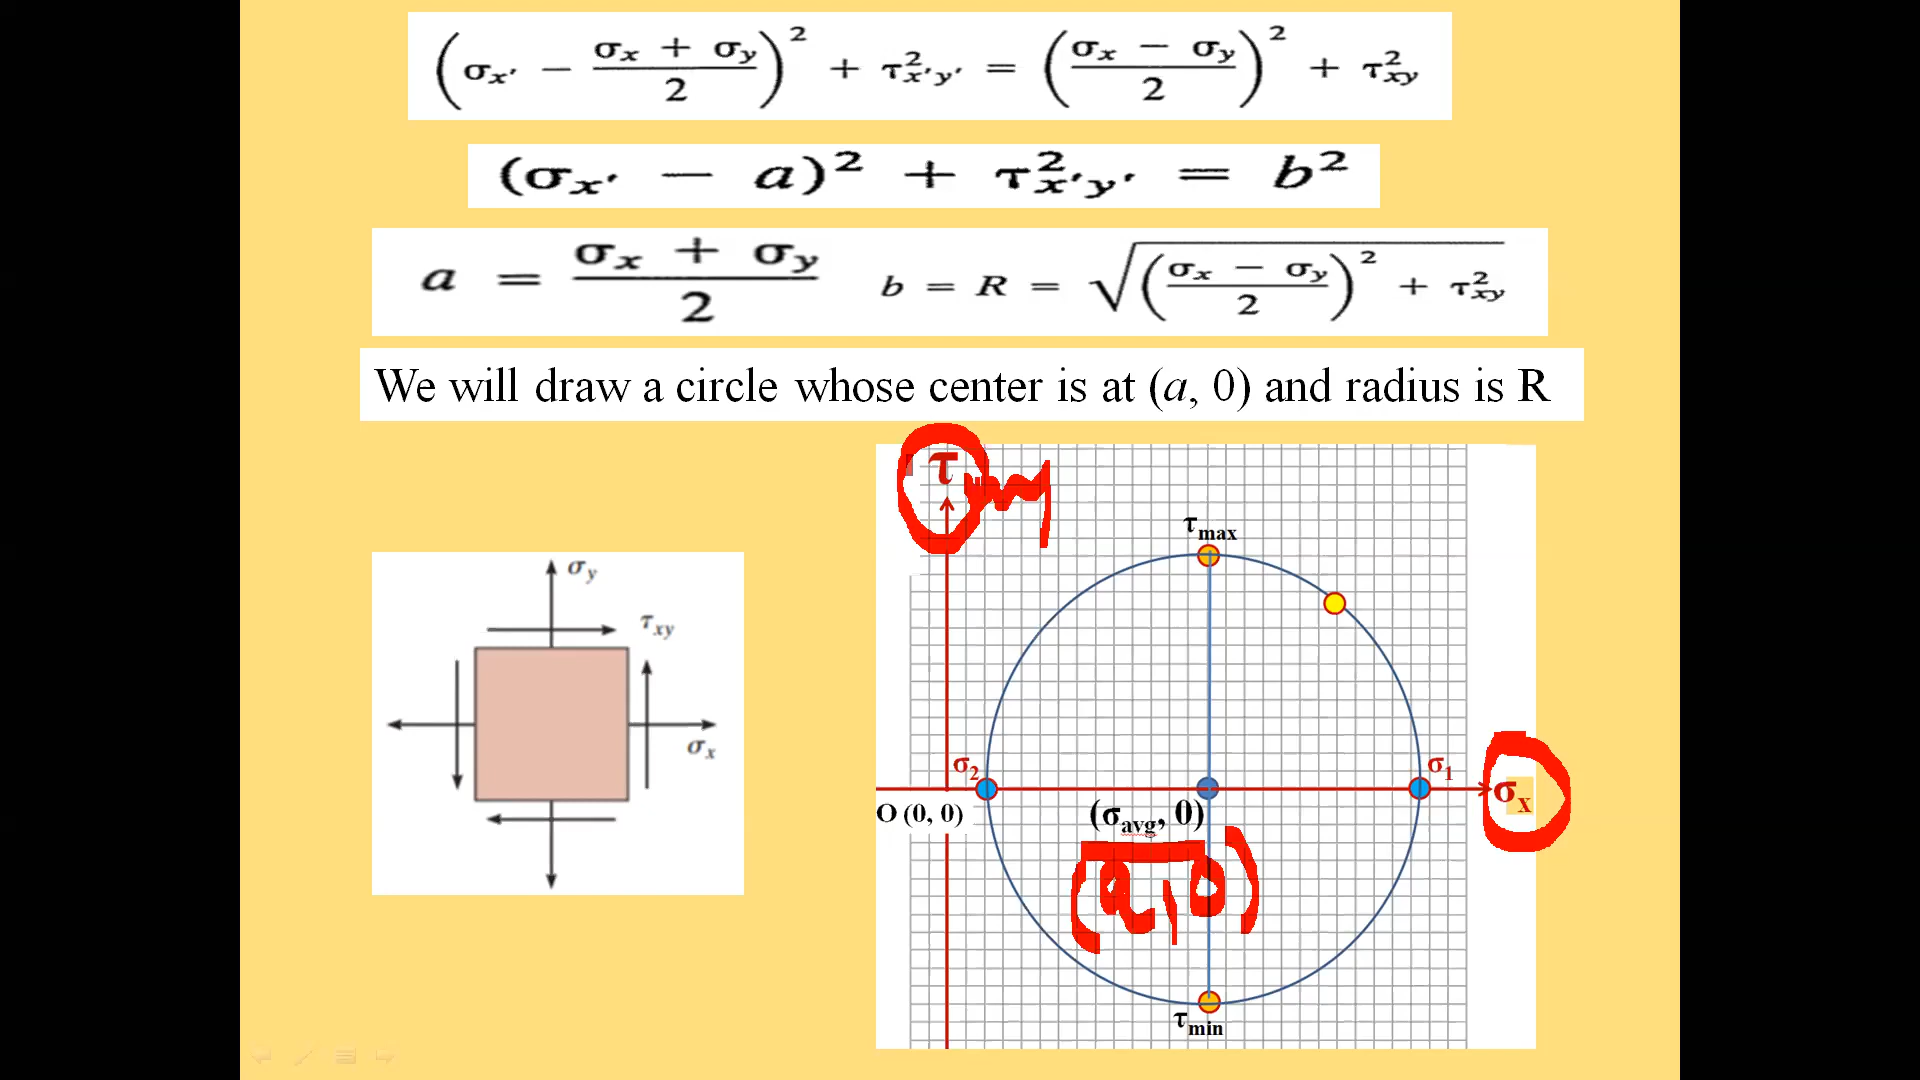 (σx′ − (σx + σy)/2)² + τ²x′y′ = ((σx − σy)/2)² + τ²xy
(σx′ − a)² + τ²x′y′ = b²
a = (σx + σy)/2 b = R = √(((σx − σy)/2)² + τ²xy)
We will draw a circle whose center is at (a, 0) and radius is R
σy
τxy
σx
τ xy
τmax
σ2
σ1
σx
O (0, 0)
(σavg, 0)
(a, 0)
τmin